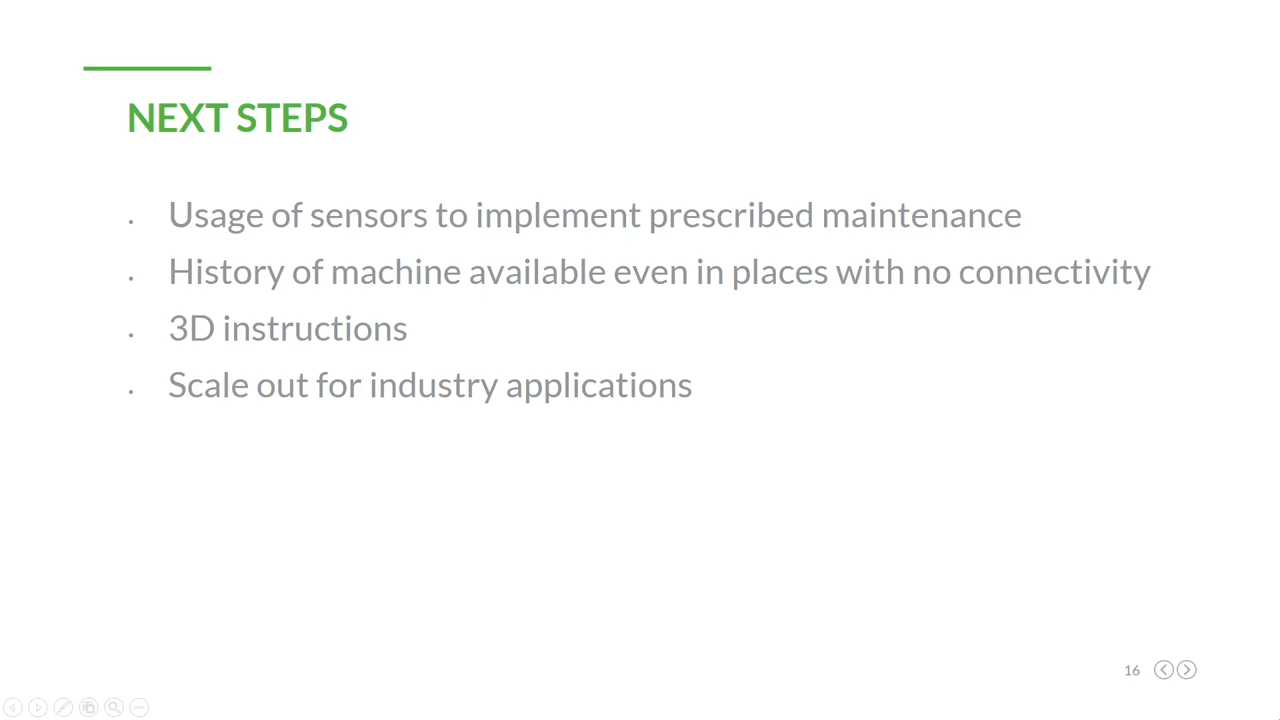 NEXT STEPS
• Usage of sensors to implement prescribed maintenance
• History of machine available even in places with no connectivity
• 3D instructions
• Scale out for industry applications
16